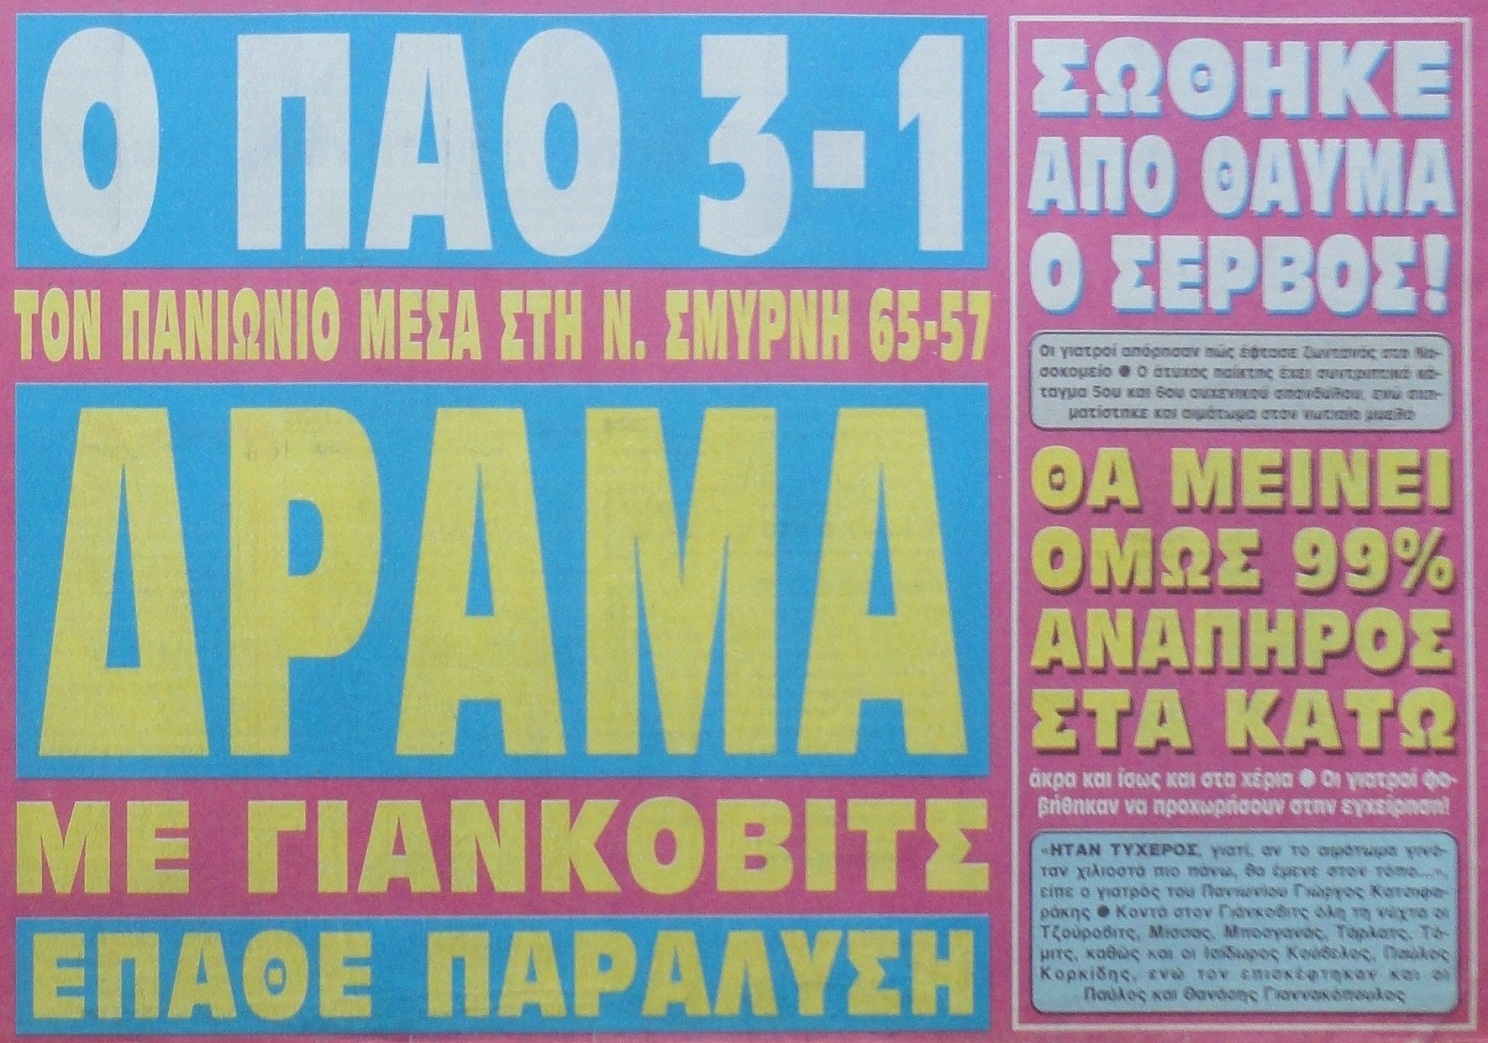 Ο ΠΑΟ 3-1
ΤΟΝ ΠΑΝΙΩΝΙΟ ΜΕΣΑ ΣΤΗ Ν. ΣΜΥΡΝΗ 65-57
ΔΡΑΜΑ
ΜΕ ΓΙΑΝΚΟΒΙΤΣ
ΕΠΑΘΕ ΠΑΡΑΛΥΣΗ
ΣΩΘΗΚΕ
ΑΠΟ ΘΑΥΜΑ
Ο ΣΕΡΒΟΣ!
Οι γιατροί απόρησαν πώς έφτασε ζωντανός στο Νο-
σοκομείο ● Ο άτυχος παίκτης έχει συντριπτικό κά-
ταγμα 5ου και 6ου αυχενικού σπονδύλου, ενώ σχη-
ματίστηκε και αιμάτωμα στον νωτιαίο μυελό
ΘΑ ΜΕΙΝΕΙ
ΟΜΩΣ 99%
ΑΝΑΠΗΡΟΣ
ΣΤΑ ΚΑΤΩ
άκρα και ίσως και στα χέρια ● Οι γιατροί φο-
βήθηκαν να προχωρήσουν στην εγχείρηση!
«ΗΤΑΝ ΤΥΧΕΡΟΣ, γιατί, αν το αιμάτωμα γινό-
ταν χιλιοστά πιο πάνω, θα έμενε στον τόπο...»,
είπε ο γιατρός του Πανιωνίου Γιώργος Κατσιφα-
ράκης ● Κοντά στον Γιάνκοβιτς όλη τη νύχτα οι
Τζούροβιτς, Μίσσας, Μποσγανάς, Τάρλατς, Τό-
μιτς, καθώς και οι Ισίδωρος Κούβελος, Παύλος
Κορκίδης, ενώ τον επισκέφτηκαν και οι
Παύλος και Θανάσης Γιαννακόπουλος